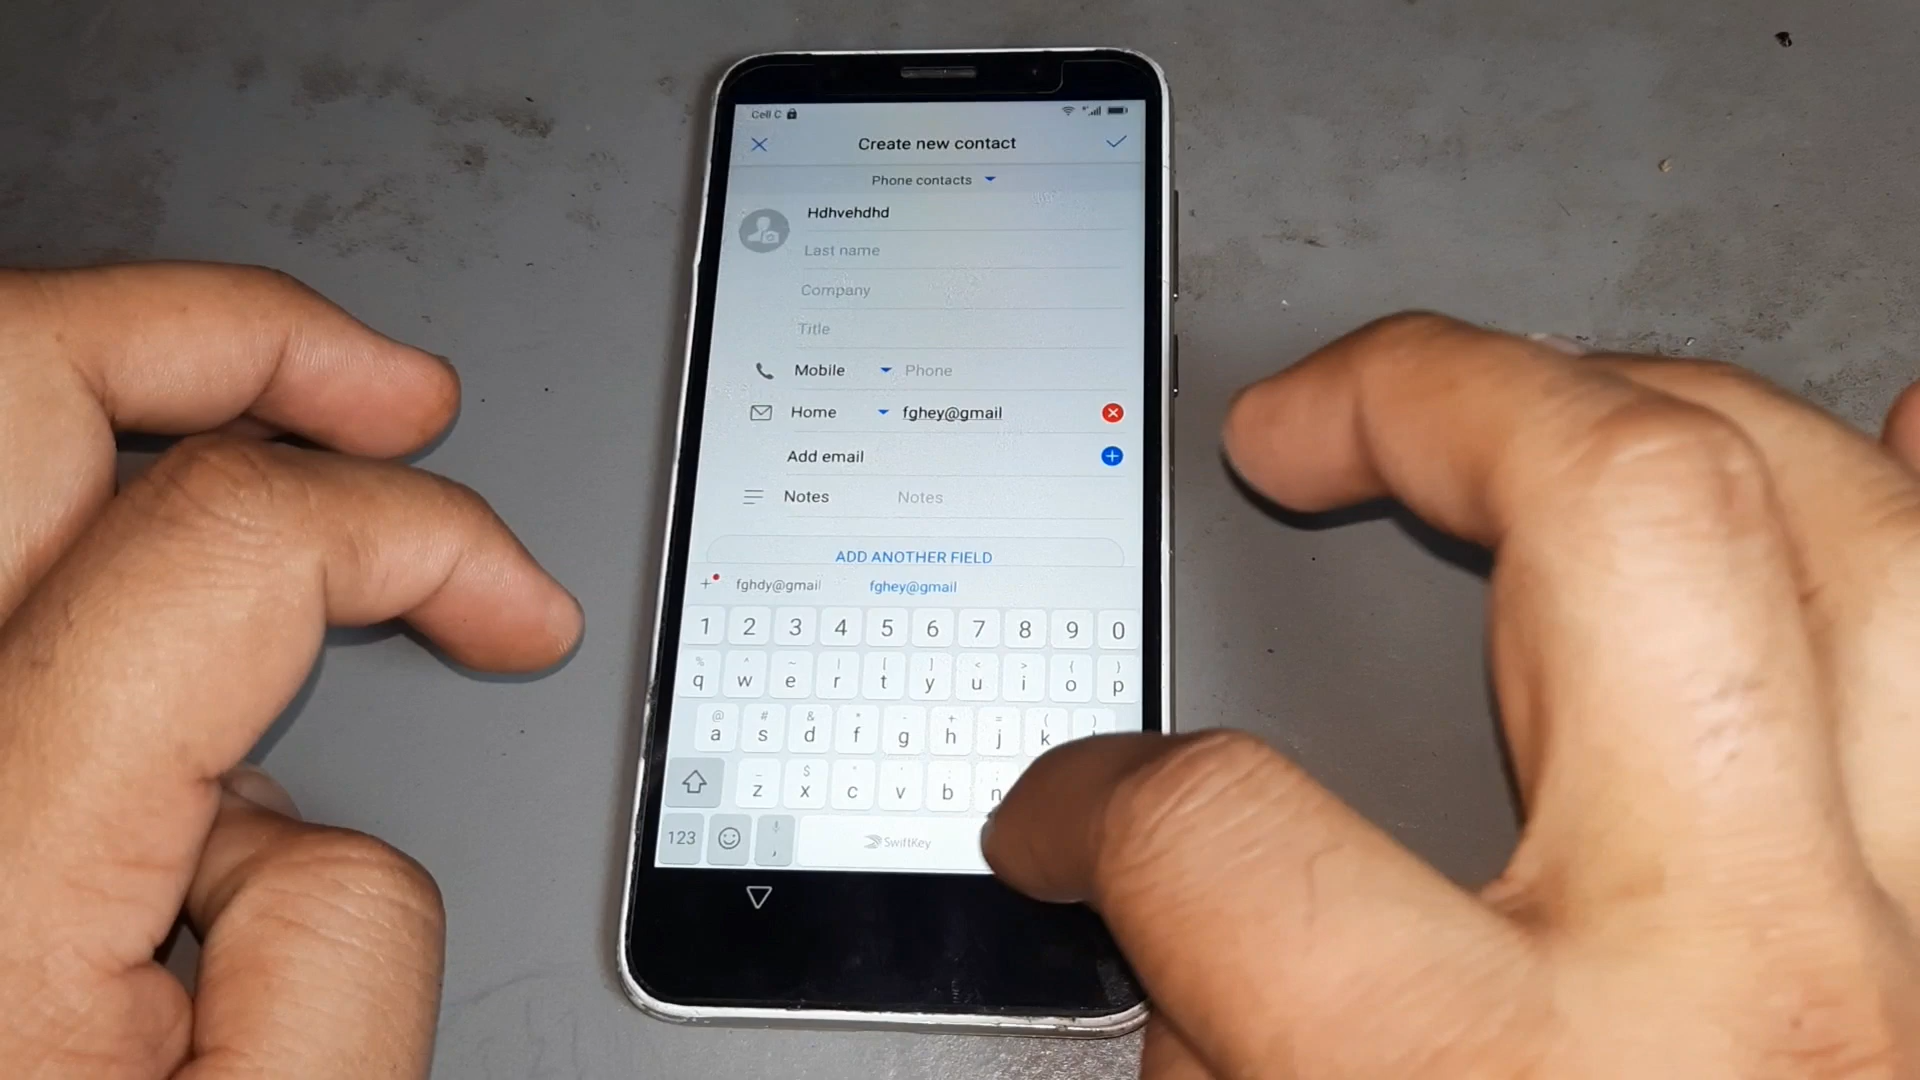 Cell C
Create new contact
Phone contacts
Hdhvehdhd
Last name
Company
Title
Mobile Phone
Home fghey@gmail
Add email
Notes Notes
ADD ANOTHER FIELD
+ fghdy@gmail fghey@gmail
1 2 3 4 5 6 7 8 9 0
q w e r t y u i o p
@ # & * - + = ( )
a s d f g h j k
z x c v b n
123 , SwiftKey